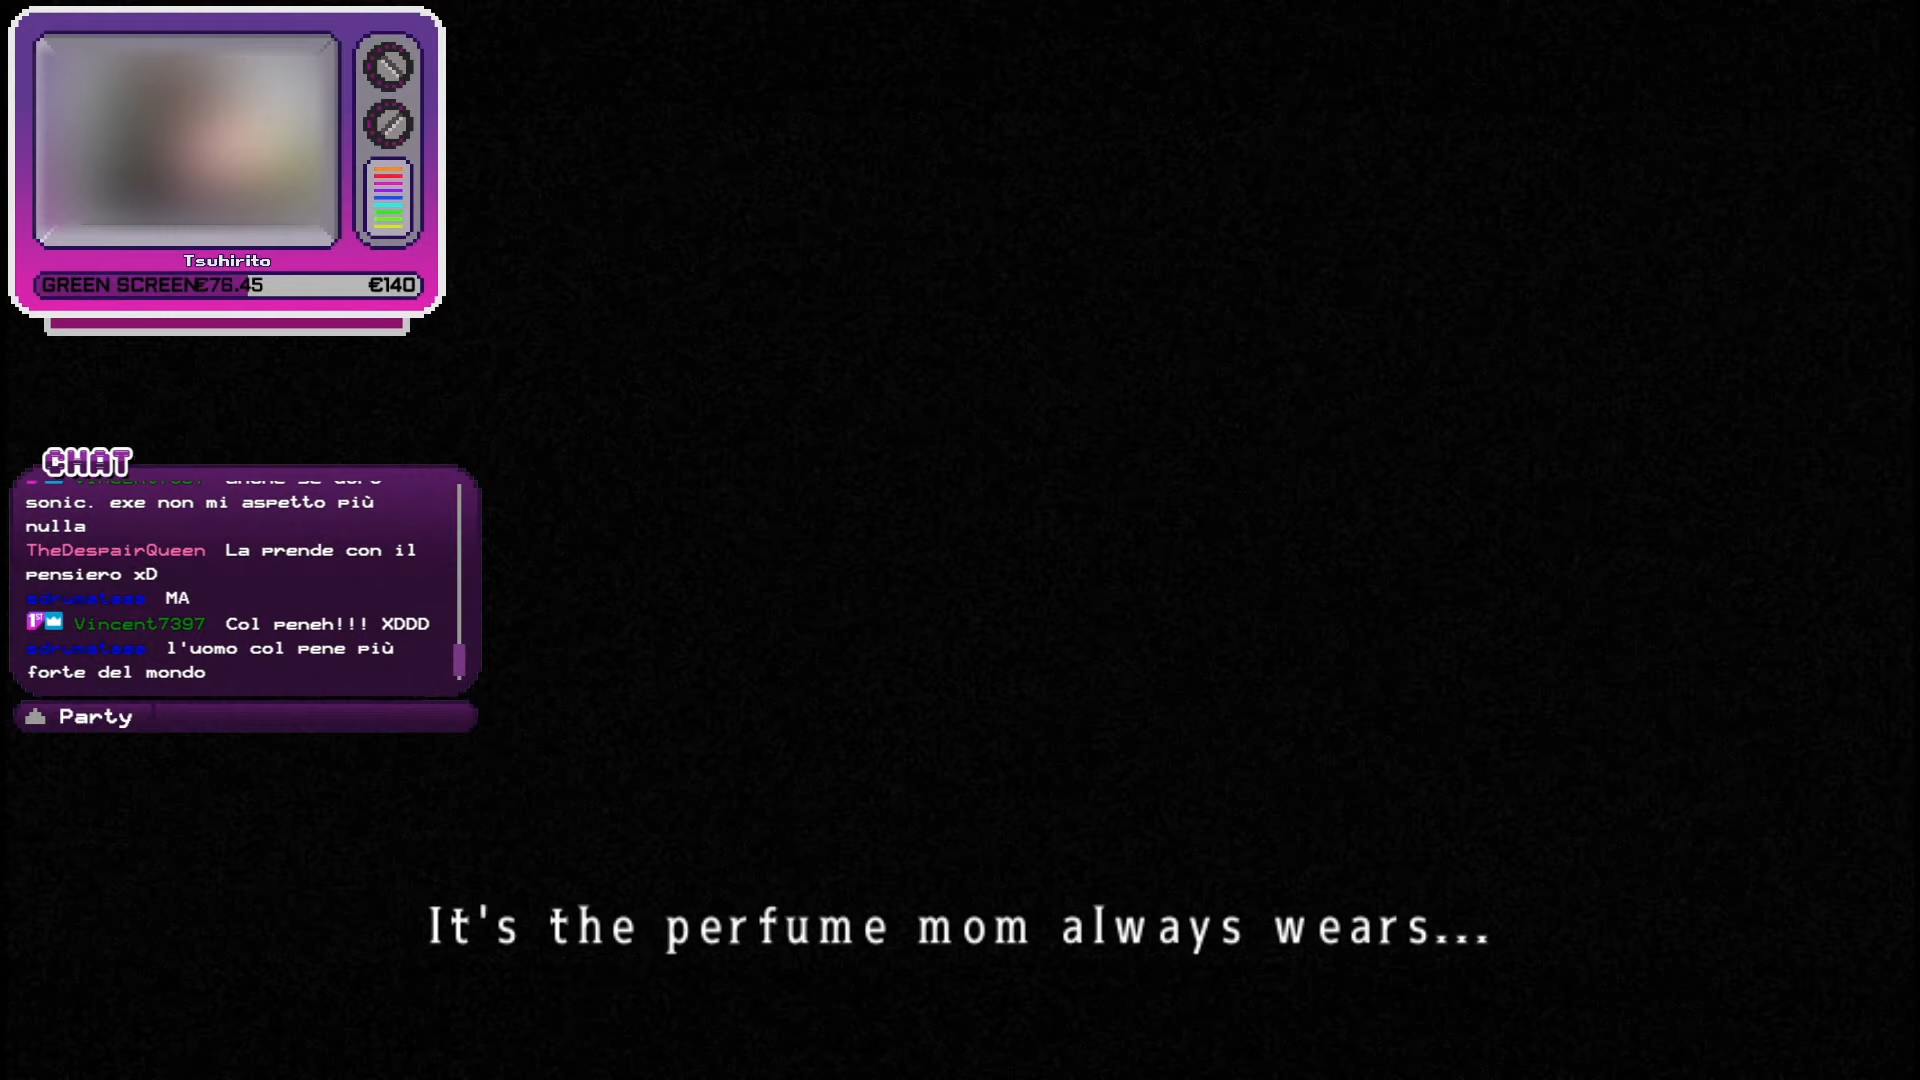 Tsuhirito
GREEN SCREEN €76.45 €140
CHAT
sonic. exe non mi aspetto più
nulla
TheDespairQueen La prende con il
pensiero xD
MA
1st Vincent7397 Col peneh!!! XDDD
l'uomo col pene più
forte del mondo
Party
It's the perfume mom always wears...